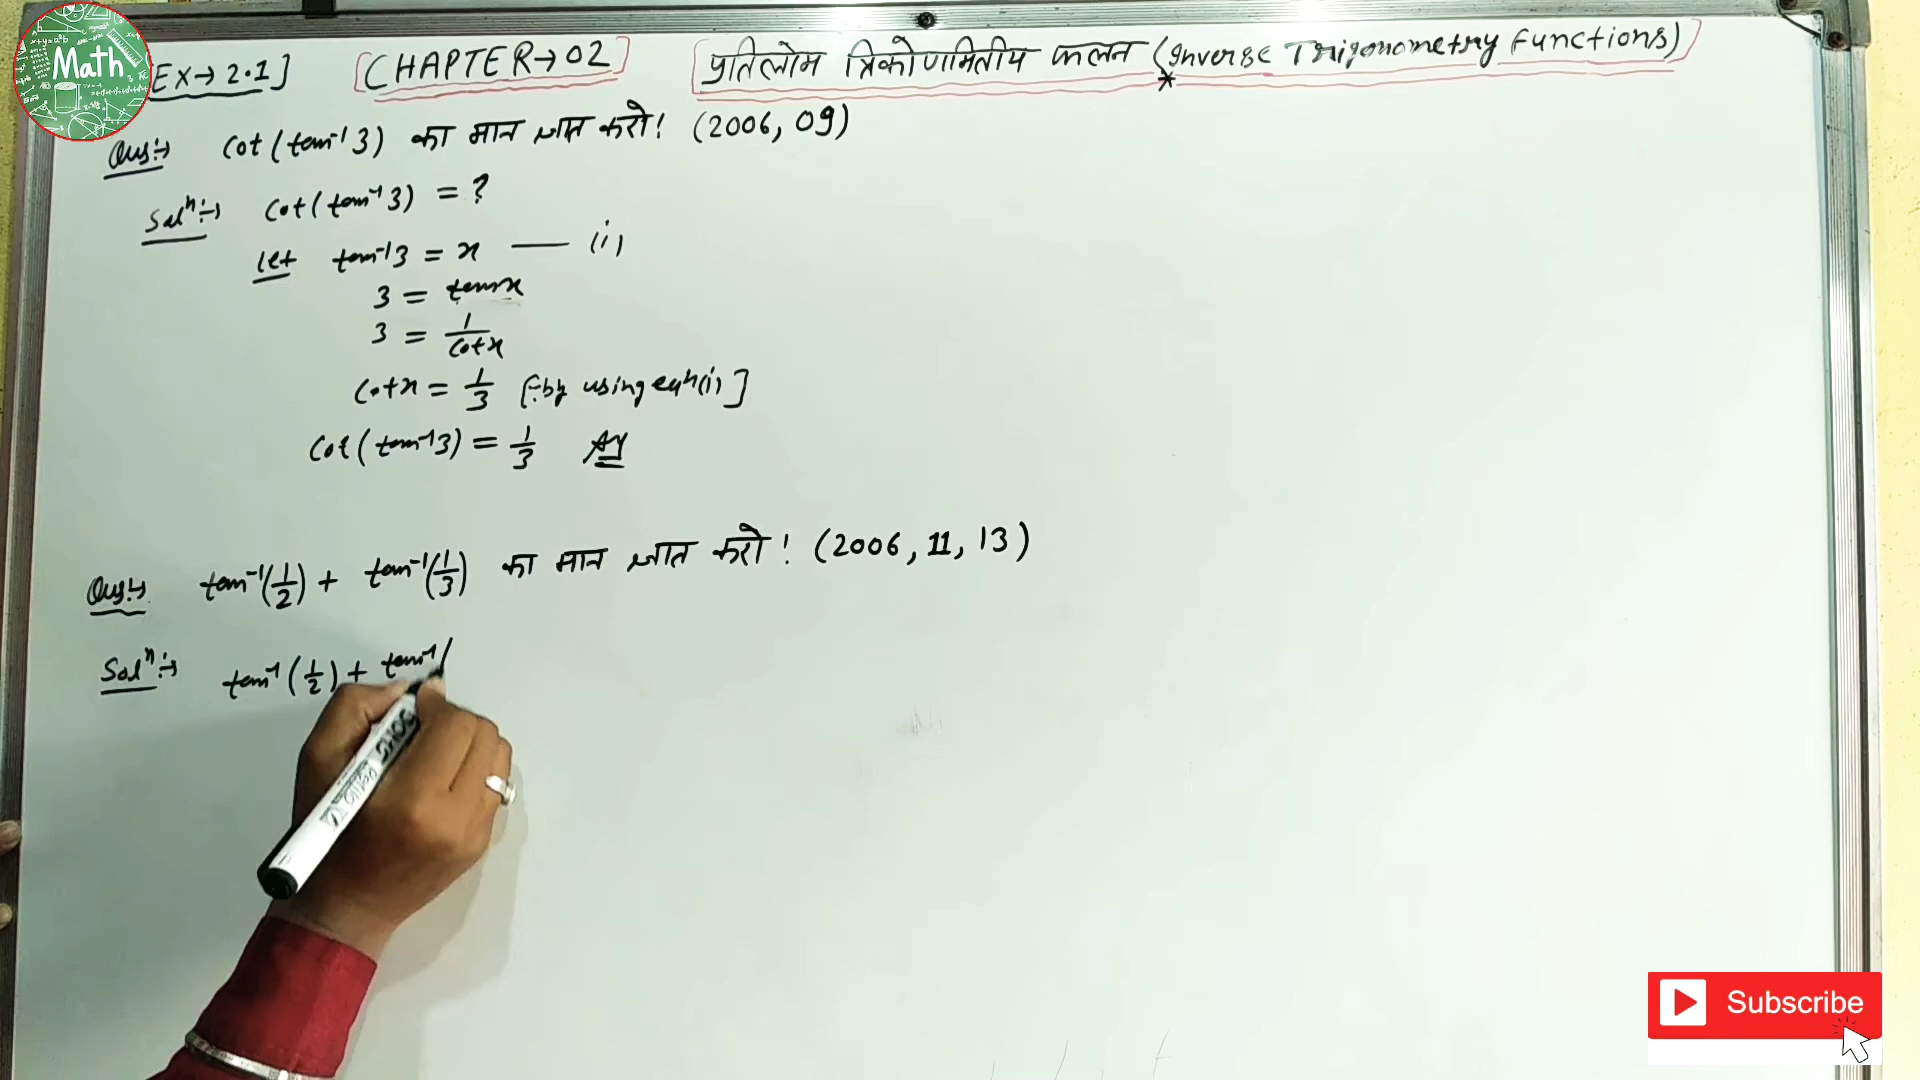 Math
Ex→2.1] [CHAPTER→02] [प्रतिलोम त्रिकोणमितीय फलन (Inverse Trigonometry Functions)]
Qus:→ cot(tan⁻¹3) का मान ज्ञात करो! (2006, 09)
Solⁿ:→ cot(tan⁻¹3) = ?
let tan⁻¹3 = x —— (i)
3 = tanx
3 = 1/cotx
cotx = 1/3 [∵by using eqⁿ(i)]
cot(tan⁻¹3) = 1/3 Ay
Qus:→ tan⁻¹(1/2) + tan⁻¹(1/3) का मान ज्ञात करो! (2006, 11, 13)
Solⁿ:→ tan⁻¹(1/2) + tan⁻¹(
Subscribe